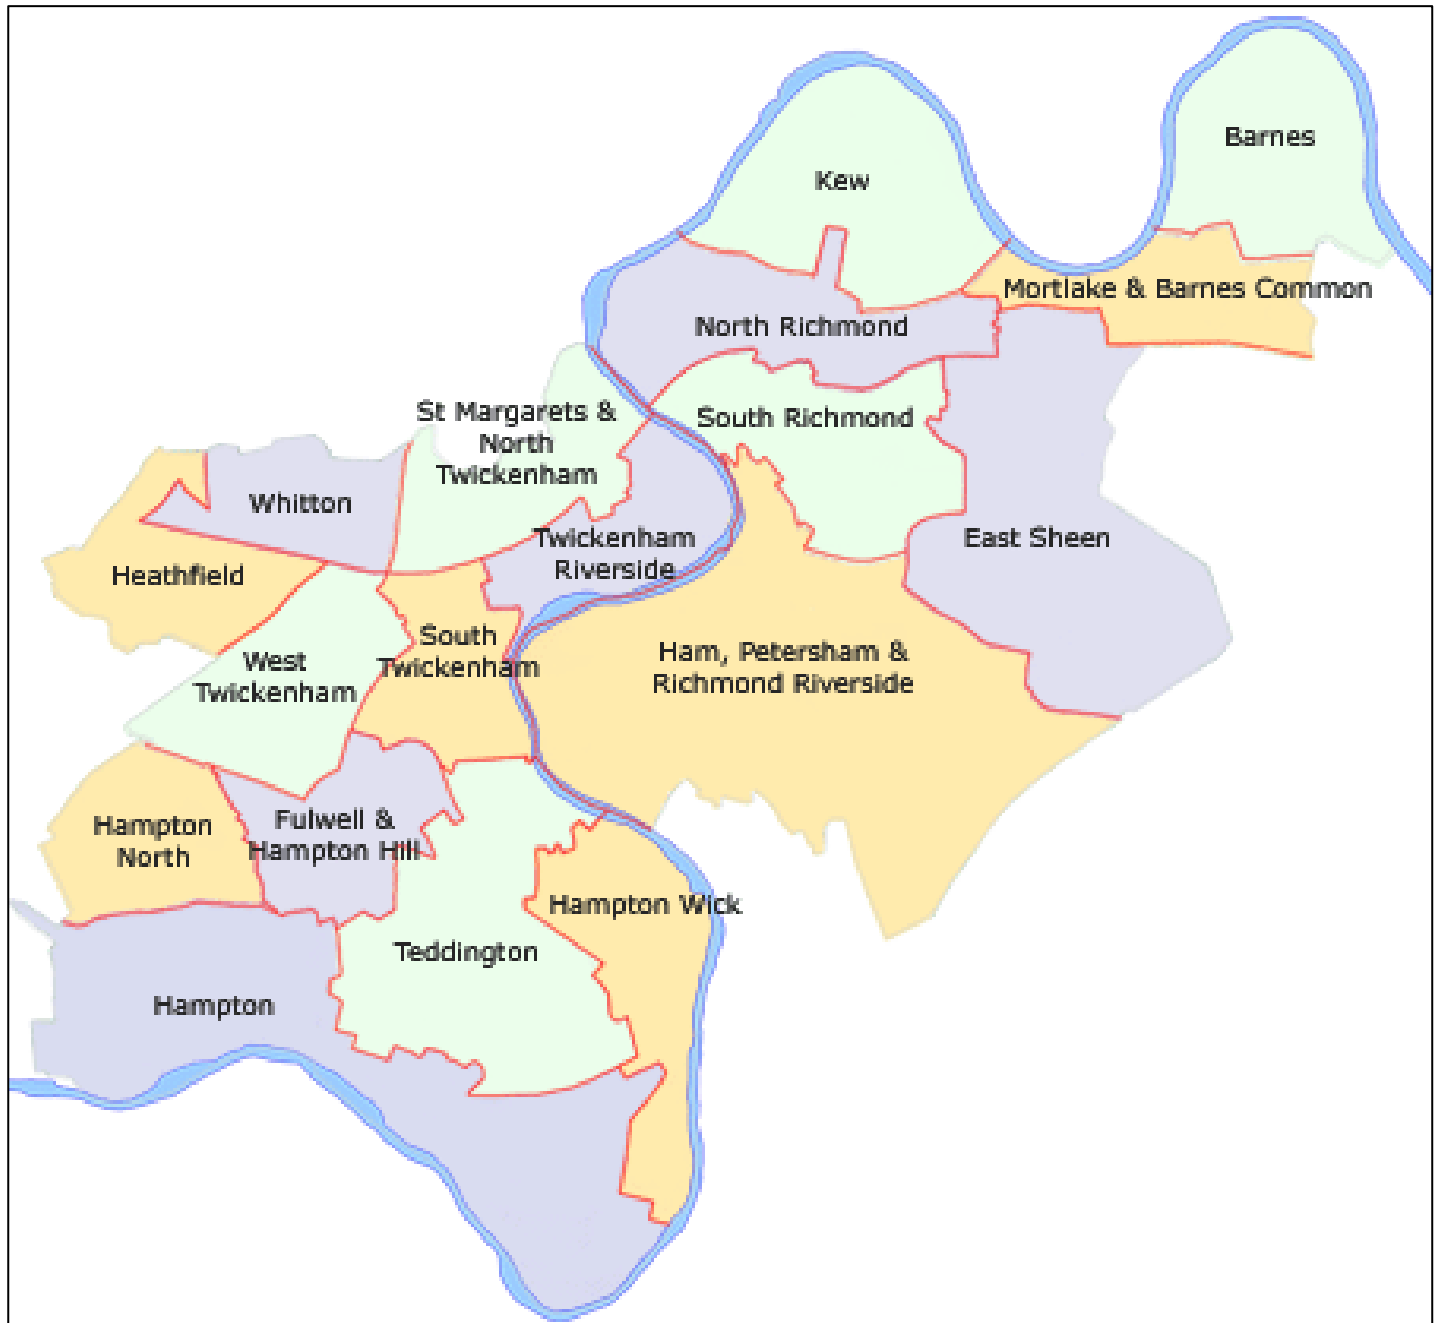 Barnes
Kew
Mortlake & Barnes Common
North Richmond
St Margarets &
North
Twickenham
South Richmond
Whitton
Twickenham
Riverside
East Sheen
Heathfield
South
Twickenham
West
Twickenham
Ham, Petersham &
Richmond Riverside
Hampton
North
Fulwell &
Hampton Hill
Hampton Wick
Teddington
Hampton